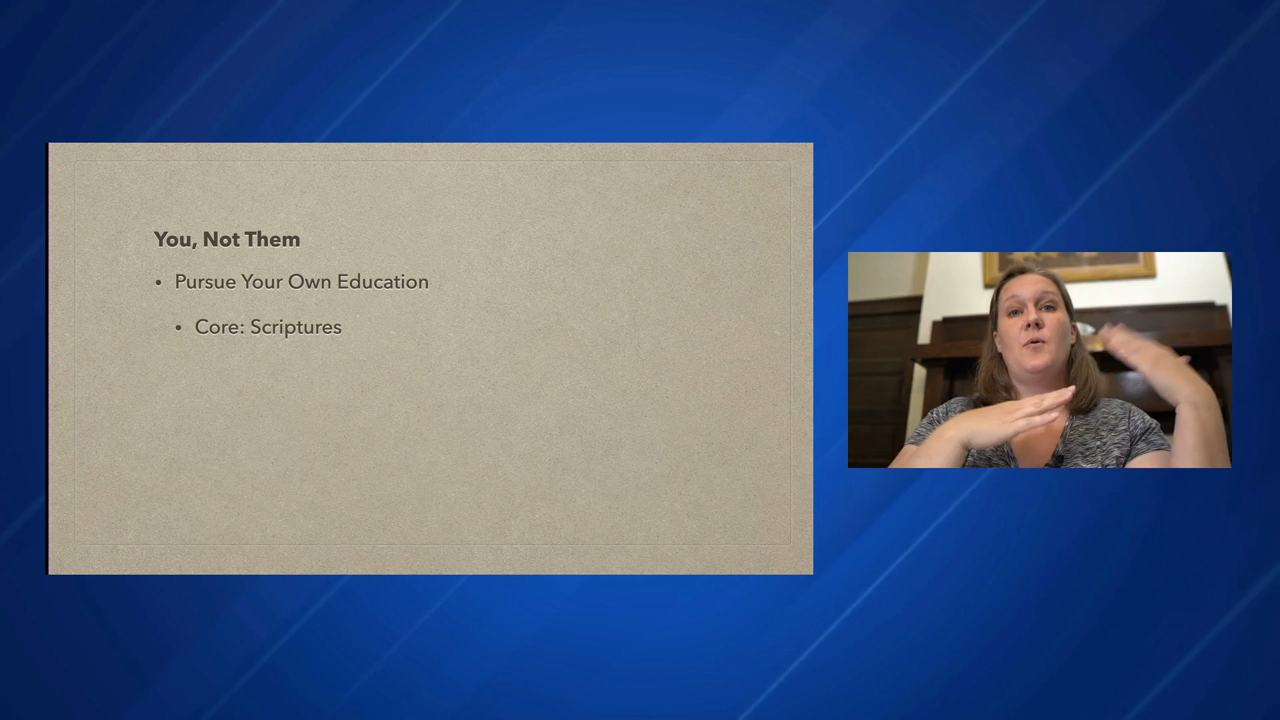 You, Not Them
• Pursue Your Own Education
• Core: Scriptures